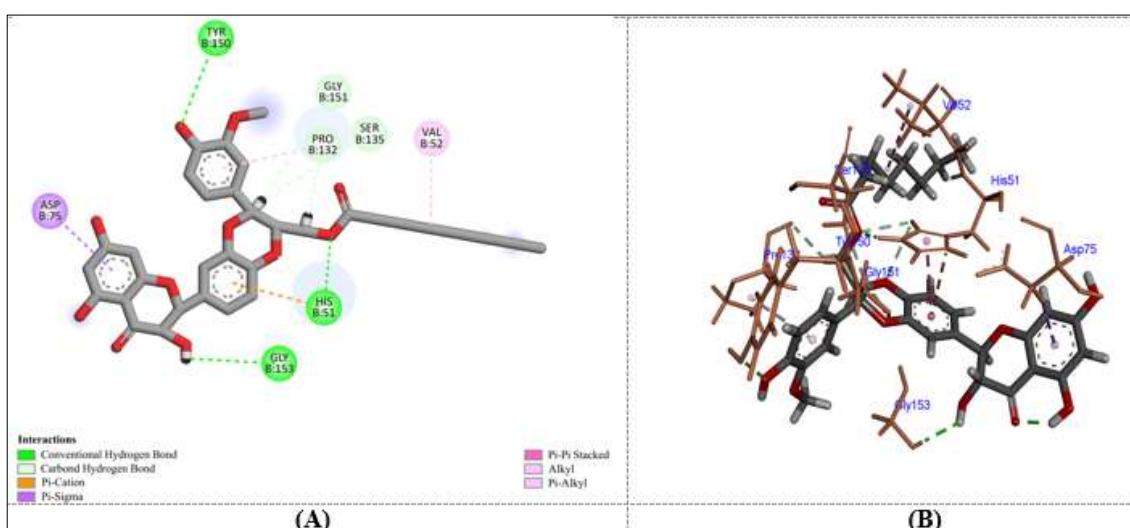 TYR
B:150
GLY
B:151
PRO
B:132
SER
B:135
VAL
B:52
ASP
B:75
HIS
B:51
GLY
B:153
Interactions
Conventional Hydrogen Bond
Carbond Hydrogen Bond
Pi-Cation
Pi-Sigma
Pi-Pi Stacked
Alkyl
Pi-Alkyl
(A)
His51
Asp75
Gly151
Gly153
(B)